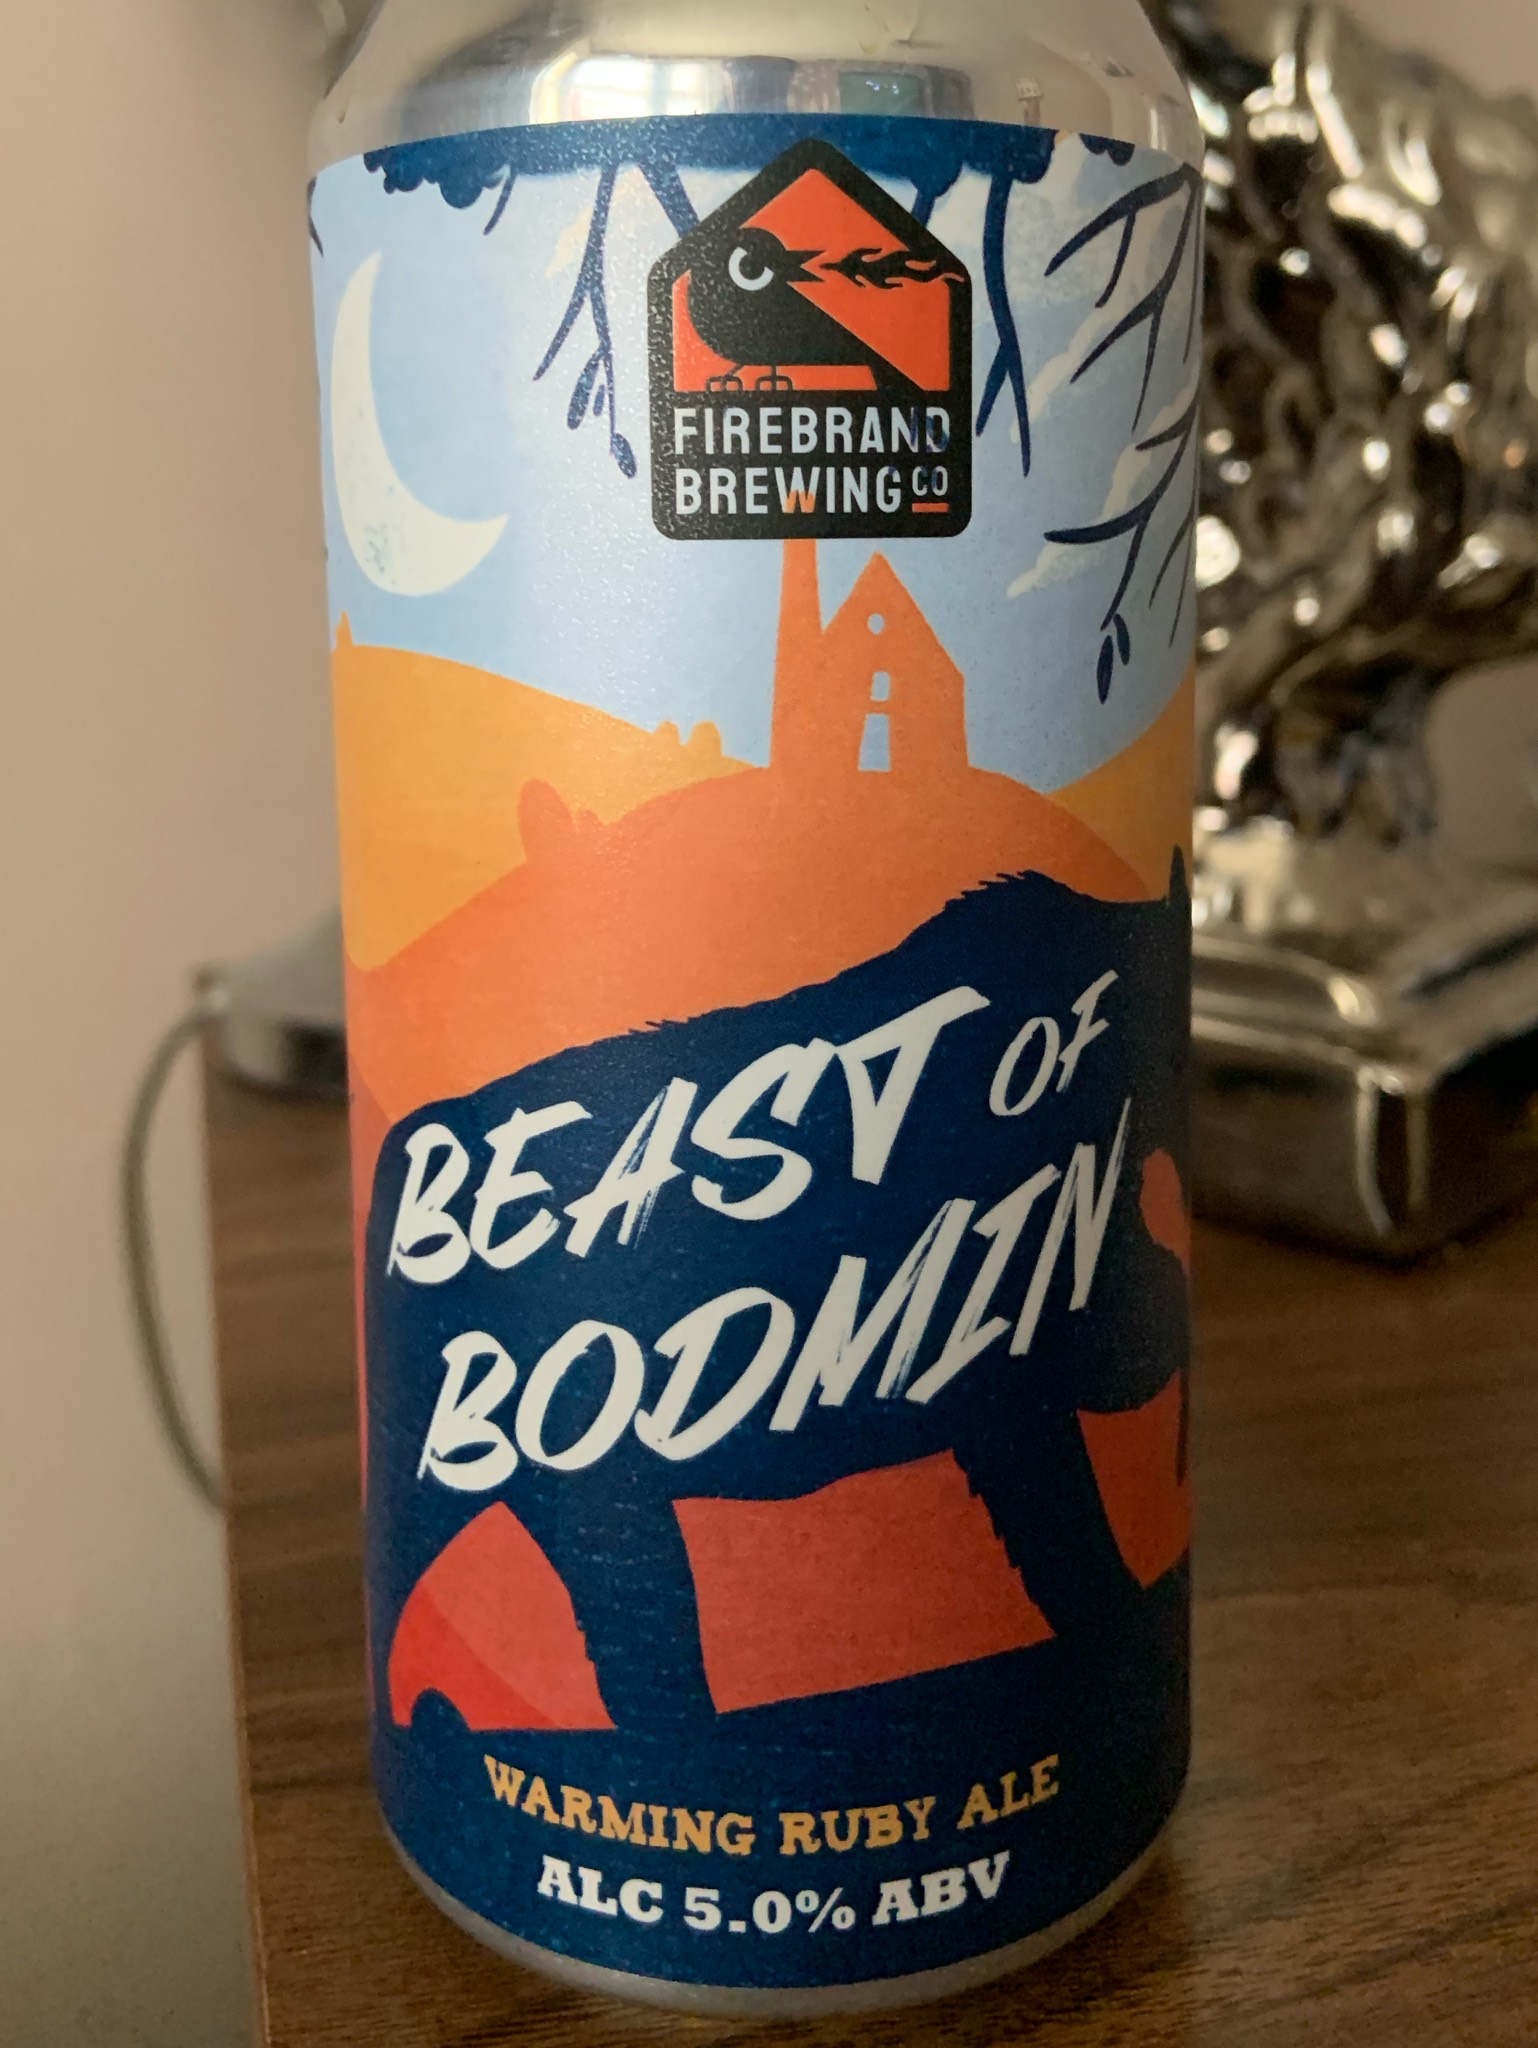 FIREBRAND
BREWING CO
BEAST OF
BODMIN
WARMING RUBY ALE
ALC 5.0% ABV